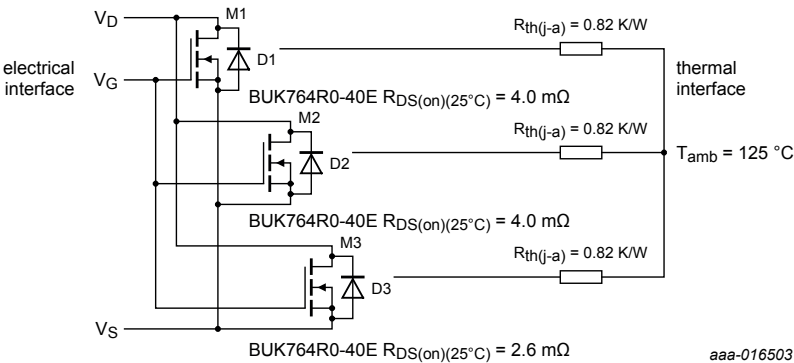 V_D
M1
R_th(j-a) = 0.82 K/W
electrical
interface
D1
thermal
interface
V_G
BUK764R0-40E R_DS(on)(25°C) = 4.0 mΩ
M2
R_th(j-a) = 0.82 K/W
D2
T_amb = 125 °C
BUK764R0-40E R_DS(on)(25°C) = 4.0 mΩ
M3
R_th(j-a) = 0.82 K/W
D3
V_S
BUK764R0-40E R_DS(on)(25°C) = 2.6 mΩ
aaa-016503